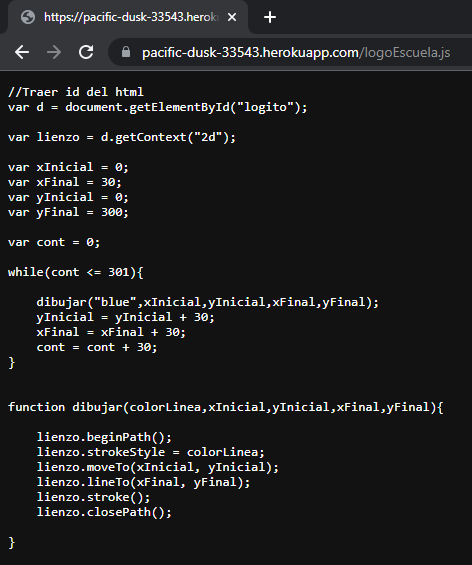 https://pacific-dusk-33543.herok
pacific-dusk-33543.herokuapp.com/logoEscuela.js
//Traer id del html
var d = document.getElementById("logito");
var lienzo = d.getContext("2d");
var xInicial = 0;
var xFinal = 30;
var yInicial = 0;
var yFinal = 300;
var cont = 0;
while(cont <= 301){
dibujar("blue",xInicial,yInicial,xFinal,yFinal);
yInicial = yInicial + 30;
xFinal = xFinal + 30;
cont = cont + 30;
}
function dibujar(colorLinea,xInicial,yInicial,xFinal,yFinal){
lienzo.beginPath();
lienzo.strokeStyle = colorLinea;
lienzo.moveTo(xInicial, yInicial);
lienzo.lineTo(xFinal, yFinal);
lienzo.stroke();
lienzo.closePath();
}